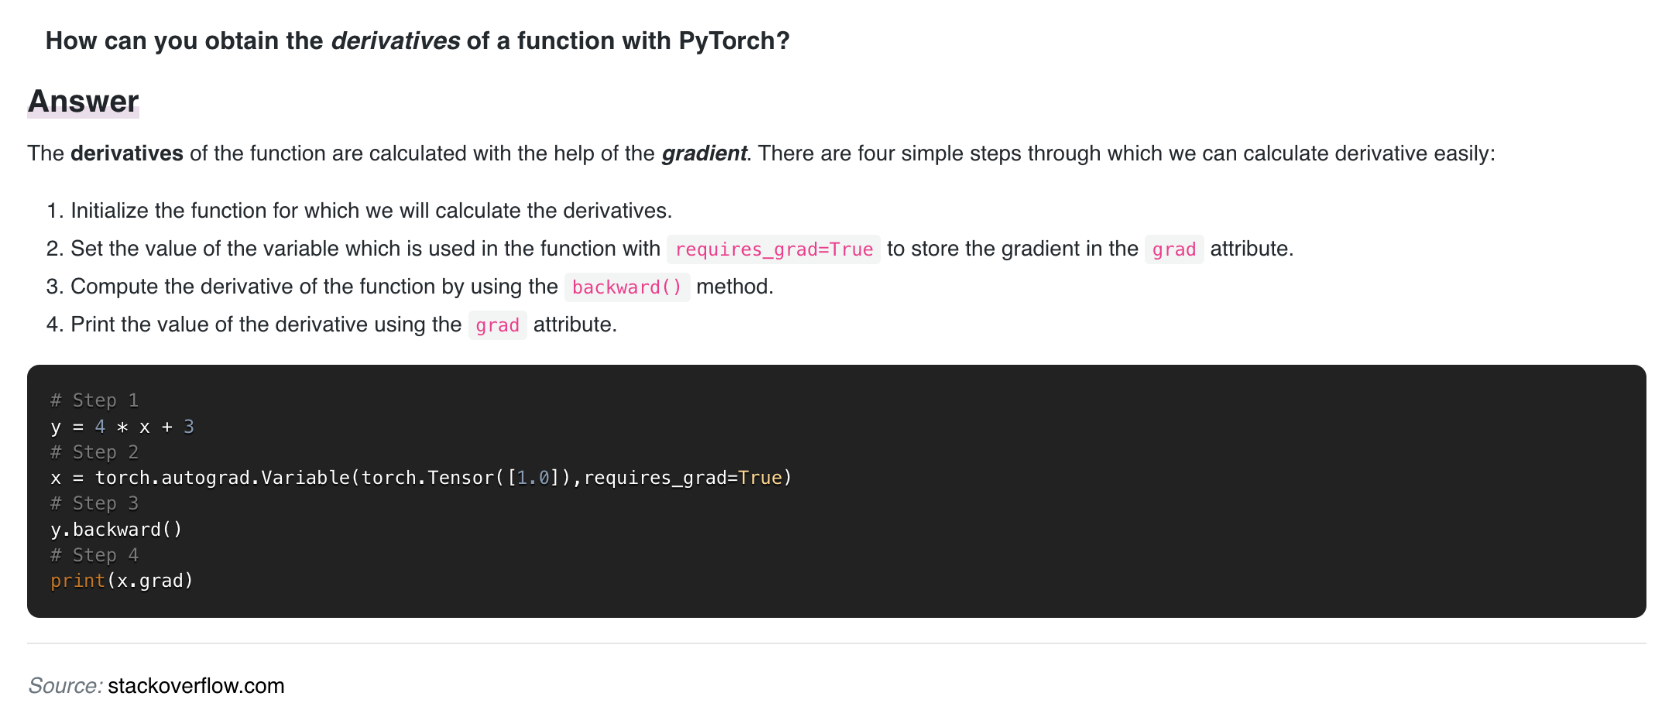 How can you obtain the derivatives of a function with PyTorch?
Answer
The derivatives of the function are calculated with the help of the gradient. There are four simple steps through which we can calculate derivative easily:
1. Initialize the function for which we will calculate the derivatives.
2. Set the value of the variable which is used in the function with requires_grad=True to store the gradient in the grad attribute.
3. Compute the derivative of the function by using the backward() method.
4. Print the value of the derivative using the grad attribute.
# Step 1
y = 4 * x + 3
# Step 2
x = torch.autograd.Variable(torch.Tensor([1.0]),requires_grad=True)
# Step 3
y.backward()
# Step 4
print(x.grad)
Source: stackoverflow.com